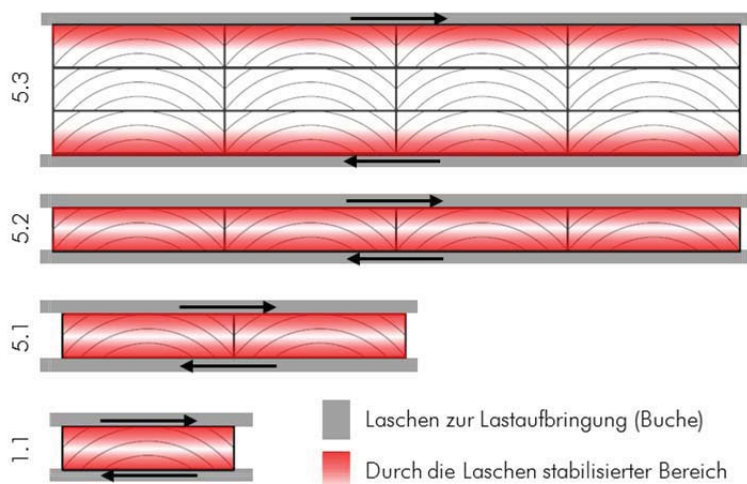 5.3
5.2
5.1
1.1
Laschen zur Lastaufbringung (Buche)
Durch die Laschen stabilisierter Bereich